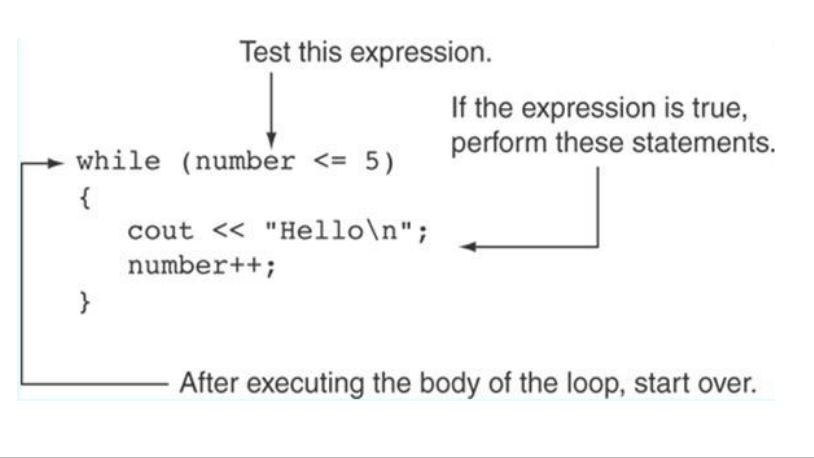 Test this expression.
If the expression is true,
perform these statements.
while (number <= 5)
{
cout << "Hello\n";
number++;
}
After executing the body of the loop, start over.